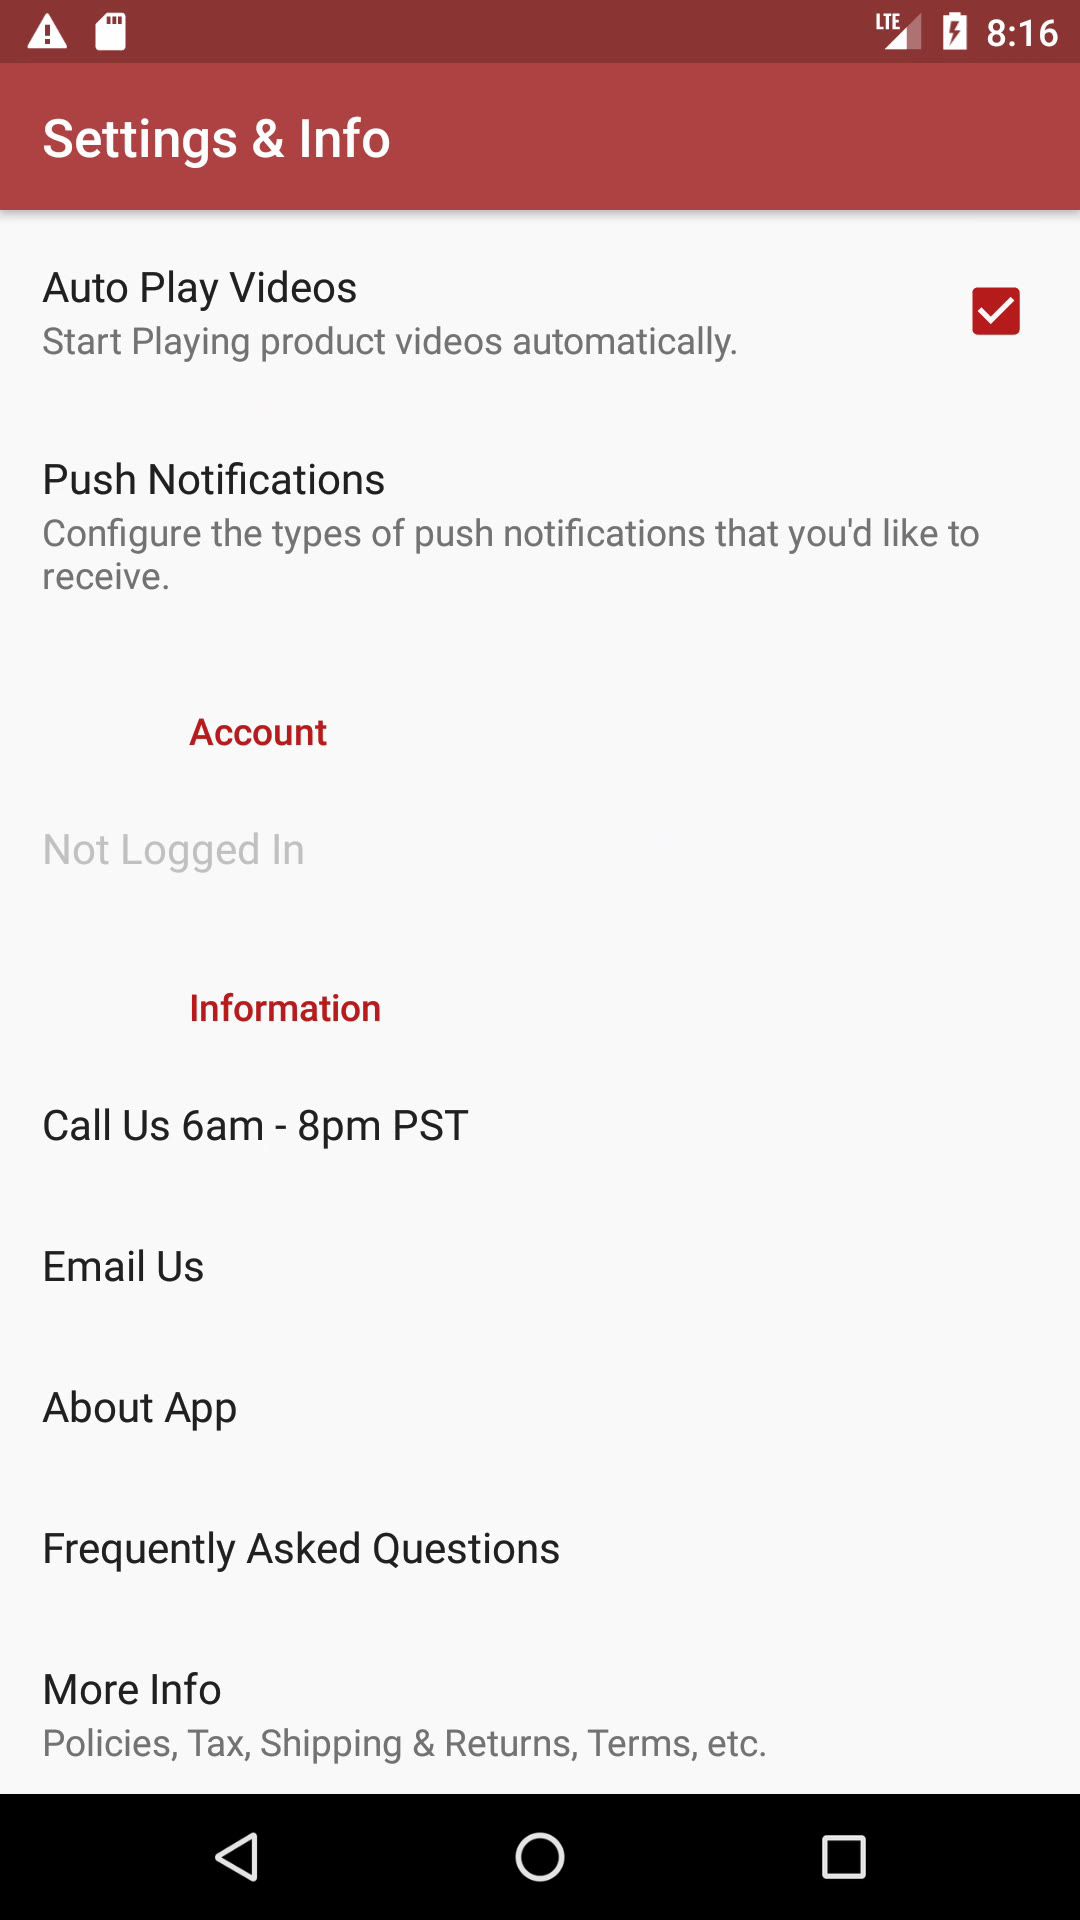 LTE 8:16
Settings & Info
Auto Play Videos
Start Playing product videos automatically.
Push Notifications
Configure the types of push notifications that you'd like to
receive.
Account
Not Logged In
Information
Call Us 6am - 8pm PST
Email Us
About App
Frequently Asked Questions
More Info
Policies, Tax, Shipping & Returns, Terms, etc.